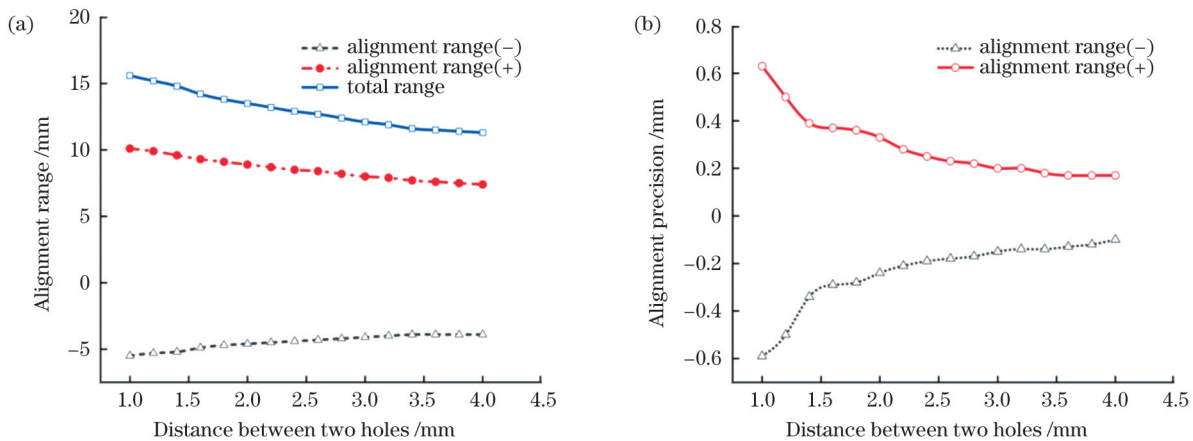 (a)
20
15
10
5
0
−5
Alignment range /mm
alignment range(−)
alignment range(+)
total range
1.0 1.5 2.0 2.5 3.0 3.5 4.0 4.5
Distance between two holes /mm
(b)
0.8
0.6
0.4
0.2
0
−0.2
−0.4
−0.6
Alignment precision /mm
alignment range(−)
alignment range(+)
1.0 1.5 2.0 2.5 3.0 3.5 4.0 4.5
Distance between two holes /mm